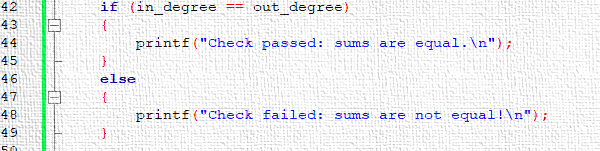 42 if (in_degree == out_degree)
43 {
44 printf("Check passed: sums are equal.\n");
45 }
46 else
47 {
48 printf("Check failed: sums are not equal!\n");
49 }